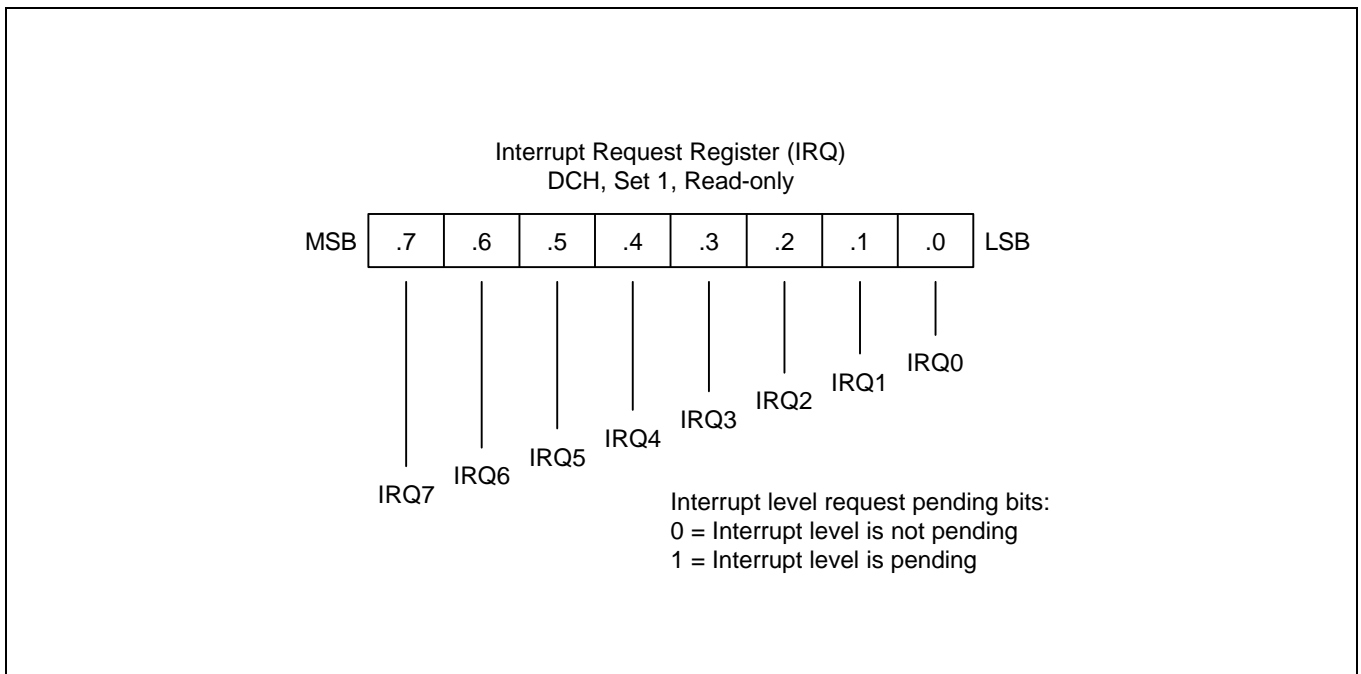 Interrupt Request Register (IRQ)
DCH, Set 1, Read-only
MSB .7 .6 .5 .4 .3 .2 .1 .0 LSB
IRQ0
IRQ1
IRQ2
IRQ3
IRQ4
IRQ5
IRQ6
IRQ7
Interrupt level request pending bits:
0 = Interrupt level is not pending
1 = Interrupt level is pending